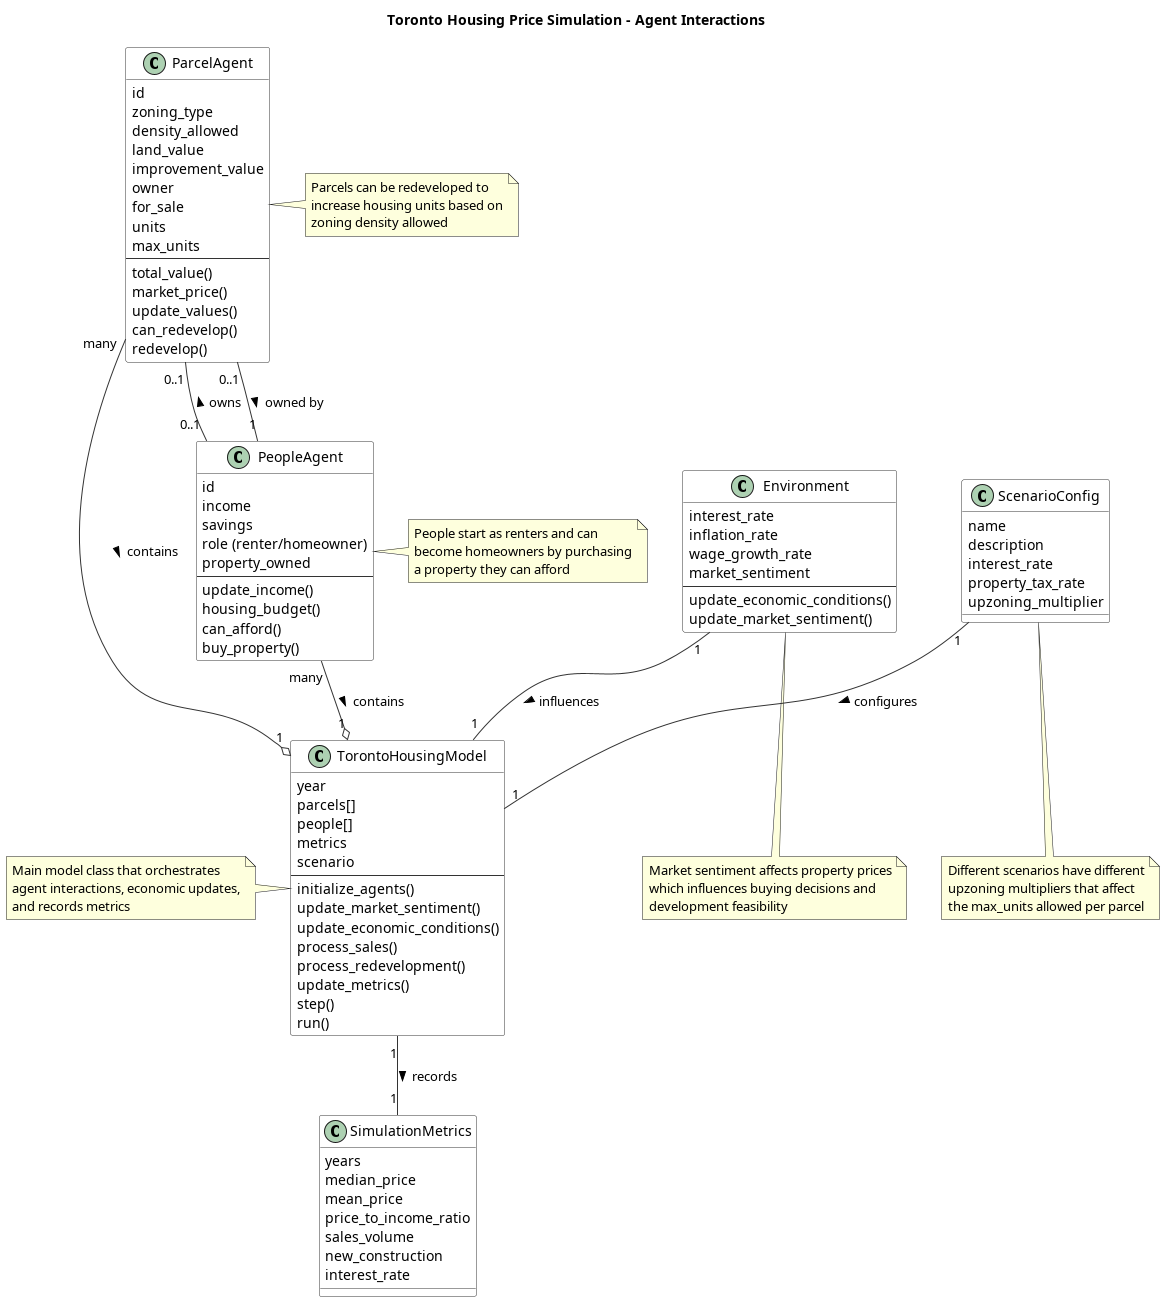 Toronto Housing Price Simulation - Agent Interactions
C ParcelAgent
id
zoning_type
density_allowed
land_value
improvement_value
owner
for_sale
units
max_units
total_value()
market_price()
update_values()
can_redevelop()
redevelop()
Parcels can be redeveloped to
increase housing units based on
zoning density allowed
many
0..1
0..1
owns
owned by
0..1
1
C PeopleAgent
id
income
savings
role (renter/homeowner)
property_owned
update_income()
housing_budget()
can_afford()
buy_property()
People start as renters and can
become homeowners by purchasing
a property they can afford
C Environment
interest_rate
inflation_rate
wage_growth_rate
market_sentiment
update_economic_conditions()
update_market_sentiment()
C ScenarioConfig
name
description
interest_rate
property_tax_rate
upzoning_multiplier
contains
many
1
1
contains
influences
configures
1
1
1
1
C TorontoHousingModel
year
parcels[]
people[]
metrics
scenario
initialize_agents()
update_market_sentiment()
update_economic_conditions()
process_sales()
process_redevelopment()
update_metrics()
step()
run()
Main model class that orchestrates
agent interactions, economic updates,
and records metrics
Market sentiment affects property prices
which influences buying decisions and
development feasibility
Different scenarios have different
upzoning multipliers that affect
the max_units allowed per parcel
1
records
1
C SimulationMetrics
years
median_price
mean_price
price_to_income_ratio
sales_volume
new_construction
interest_rate